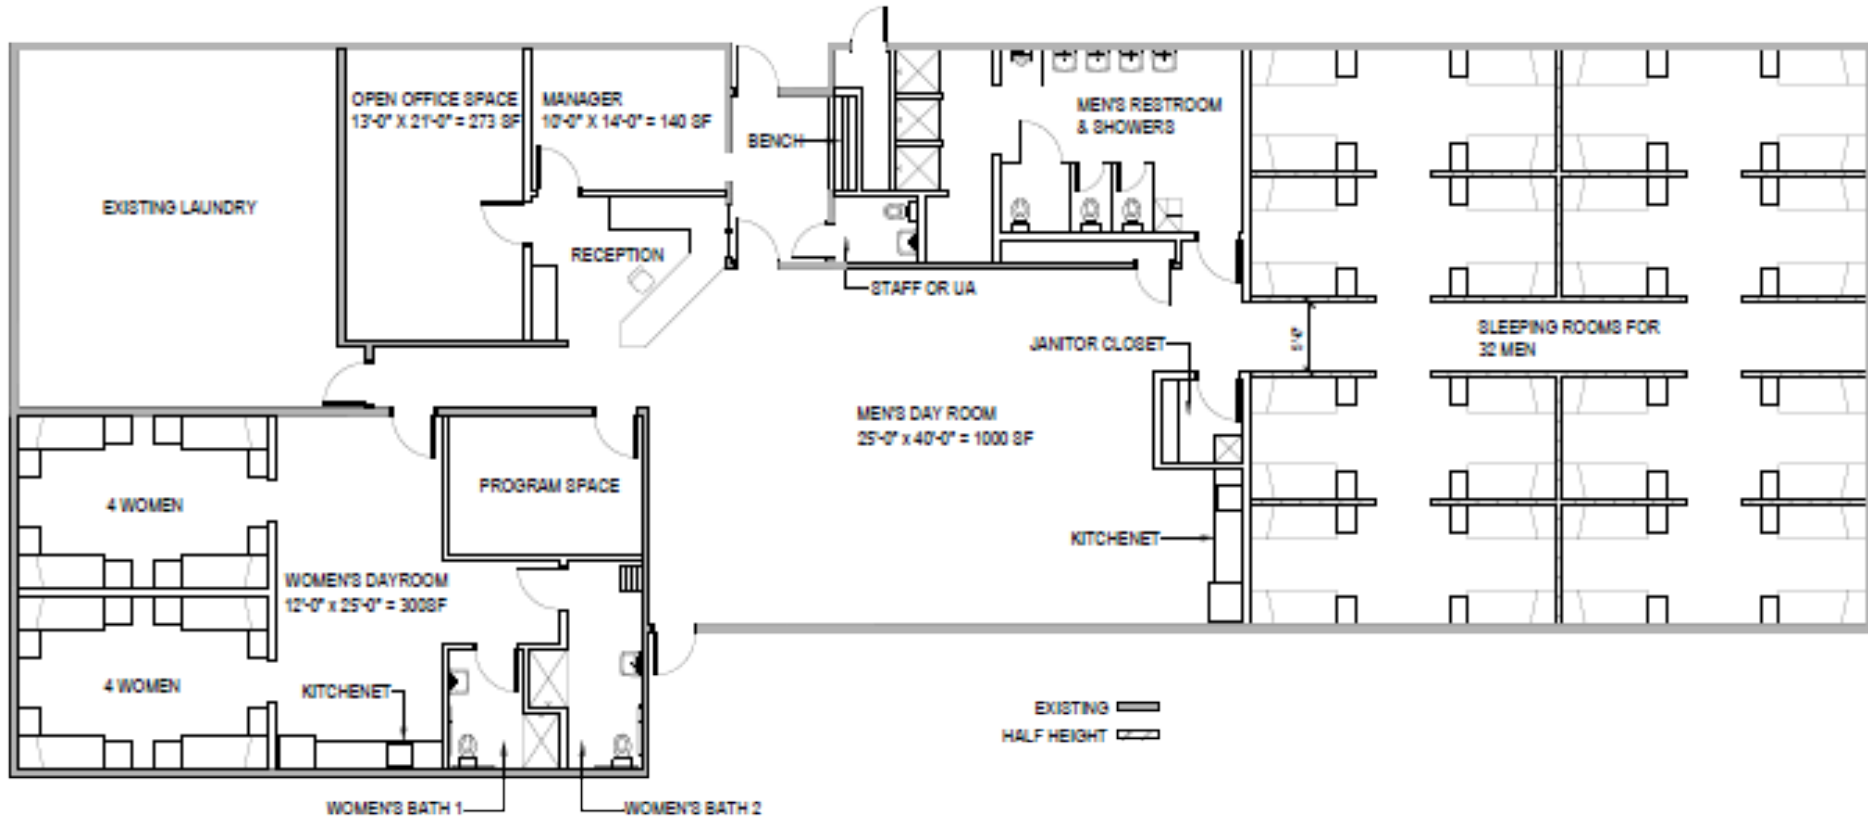 OPEN OFFICE SPACE
13'-0" X 21'-0" = 273 SF
MANAGER
10'-0" X 14'-0" = 140 SF
BENCH
MEN'S RESTROOM
& SHOWERS
EXISTING LAUNDRY
RECEPTION
STAFF OR UA
JANITOR CLOSET
SLEEPING ROOMS FOR
32 MEN
MEN'S DAY ROOM
25'-0" x 40'-0" = 1000 SF
PROGRAM SPACE
4 WOMEN
KITCHENET
WOMEN'S DAYROOM
12'-0" x 25'-0" = 300SF
4 WOMEN
KITCHENET
EXISTING
HALF HEIGHT
WOMEN'S BATH 1
WOMEN'S BATH 2